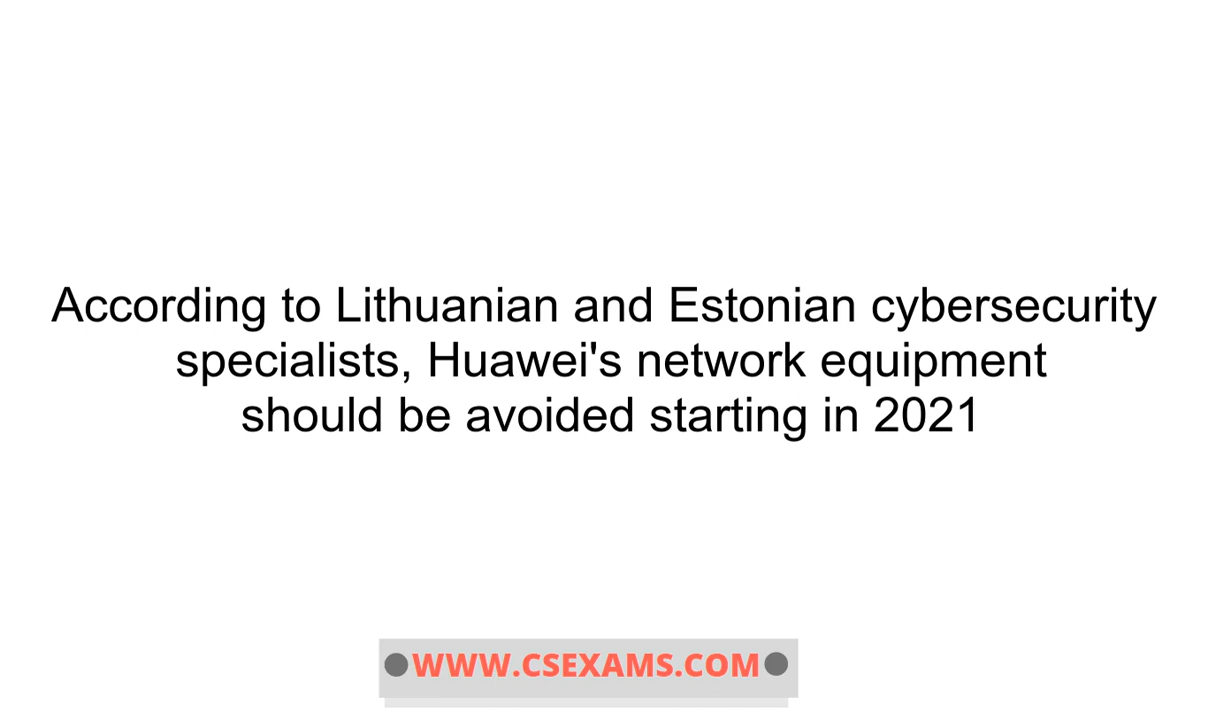 According to Lithuanian and Estonian cybersecurity
specialists, Huawei's network equipment
should be avoided starting in 2021
WWW.CSEXAMS.COM